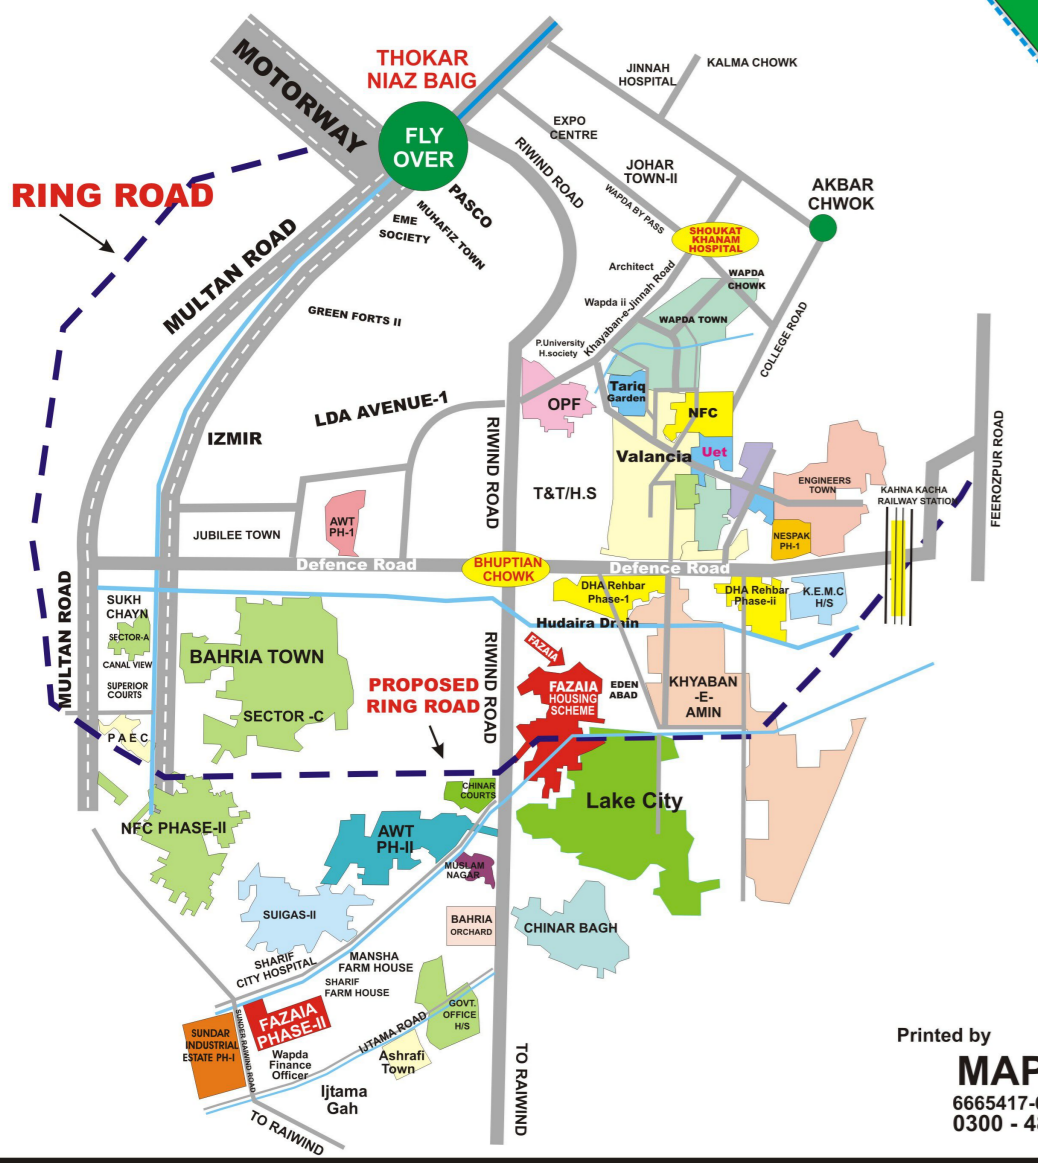 MOTORWAY
THOKAR
NIAZ BAIG
FLY
OVER
JINNAH
HOSPITAL
KALMA CHOWK
EXPO
CENTRE
RIWIND ROAD
JOHAR
TOWN-II
WAPDA BY PASS
AKBAR
CHWOK
RING ROAD
PASCO
MUHAFIZ TOWN
EME
SOCIETY
SHOUKAT
KHANAM
HOSPITAL
MULTAN ROAD
Architect
Khayaban-e-Jinnah Road
WAPDA
CHOWK
Wapda ii
WAPDA TOWN
GREEN FORTS II
P.University
H.society
COLLEGE ROAD
Tariq
Garden
OPF
NFC
LDA AVENUE-1
IZMIR
RIWIND ROAD
Valancia
Uet
T&T/H.S
ENGINEERS
TOWN
KAHNA KACHA
RAILWAY STATION
FEEROZPUR ROAD
JUBILEE TOWN
AWT
PH-1
NESPAK
PH-1
Defence Road
BHUPTIAN
CHOWK
Defence Road
MULTAN ROAD
SUKH
CHAYN
SECTOR-A
CANAL VIEW
SUPERIOR
COURTS
DHA Rehbar
Phase-1
DHA Rehbar
Phase-ii
K.E.M.C
H/S
Hudaira Drain
BAHRIA TOWN
SECTOR -C
RIWIND ROAD
FAZAIA
FAZAIA
HOUSING
SCHEME
EDEN
ABAD
KHYABAN
-E-
AMIN
PROPOSED
RING ROAD
P A E C
CHINAR
COURTS
Lake City
NFC PHASE-II
AWT
PH-II
MUSLAM
NAGAR
SUIGAS-II
BAHRIA
ORCHARD
CHINAR BAGH
SHARIF
CITY HOSPITAL
MANSHA
FARM HOUSE
SHARIF
FARM HOUSE
GOVT.
OFFICE
H/S
FAZAIA
PHASE-II
SUNDAR
INDUSTRIAL
ESTATE PH-I
SUNDER RAIWIND ROAD
IJTAMA ROAD
Wapda
Finance
Officer
Ashrafi
Town
Ijtama
Gah
TO RAIWIND
TO RAIWIND
Printed by
MAP
6665417-
0300 - 4